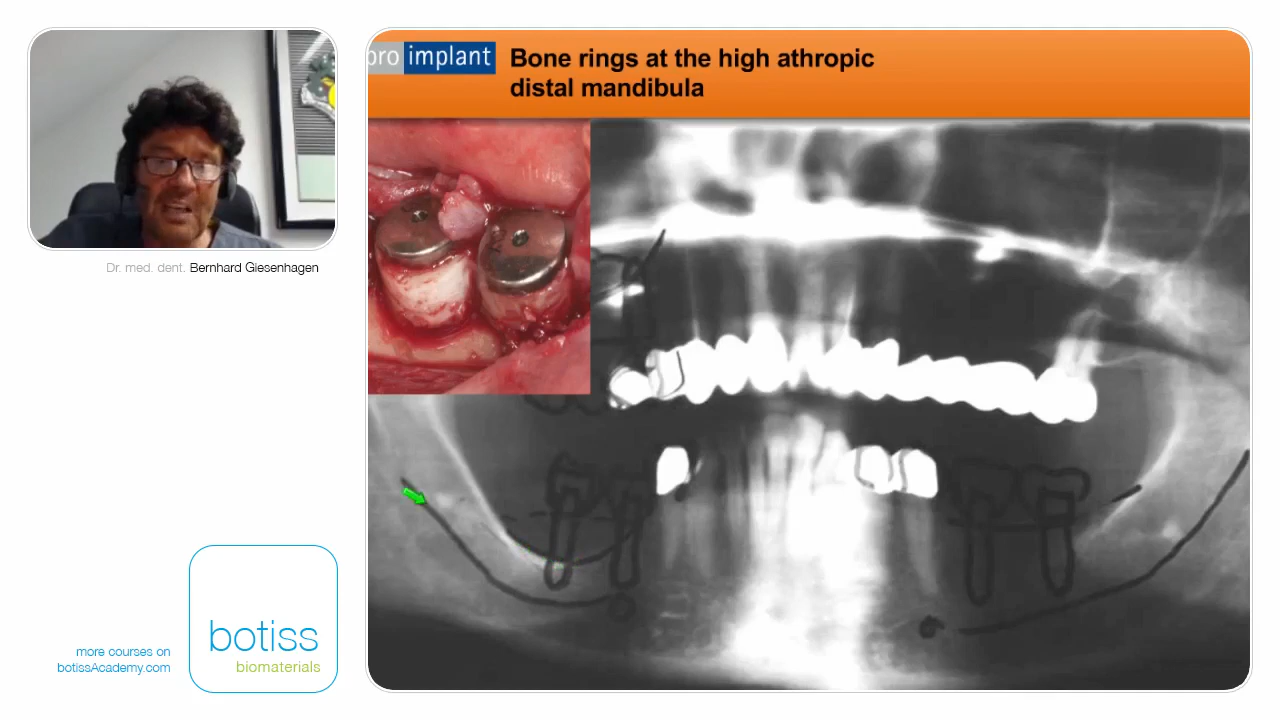 pro implant
Bone rings at the high athropic
distal mandibula
Dr. med. dent. Bernhard Giesenhagen
botiss
biomaterials
more courses on
botissAcademy.com